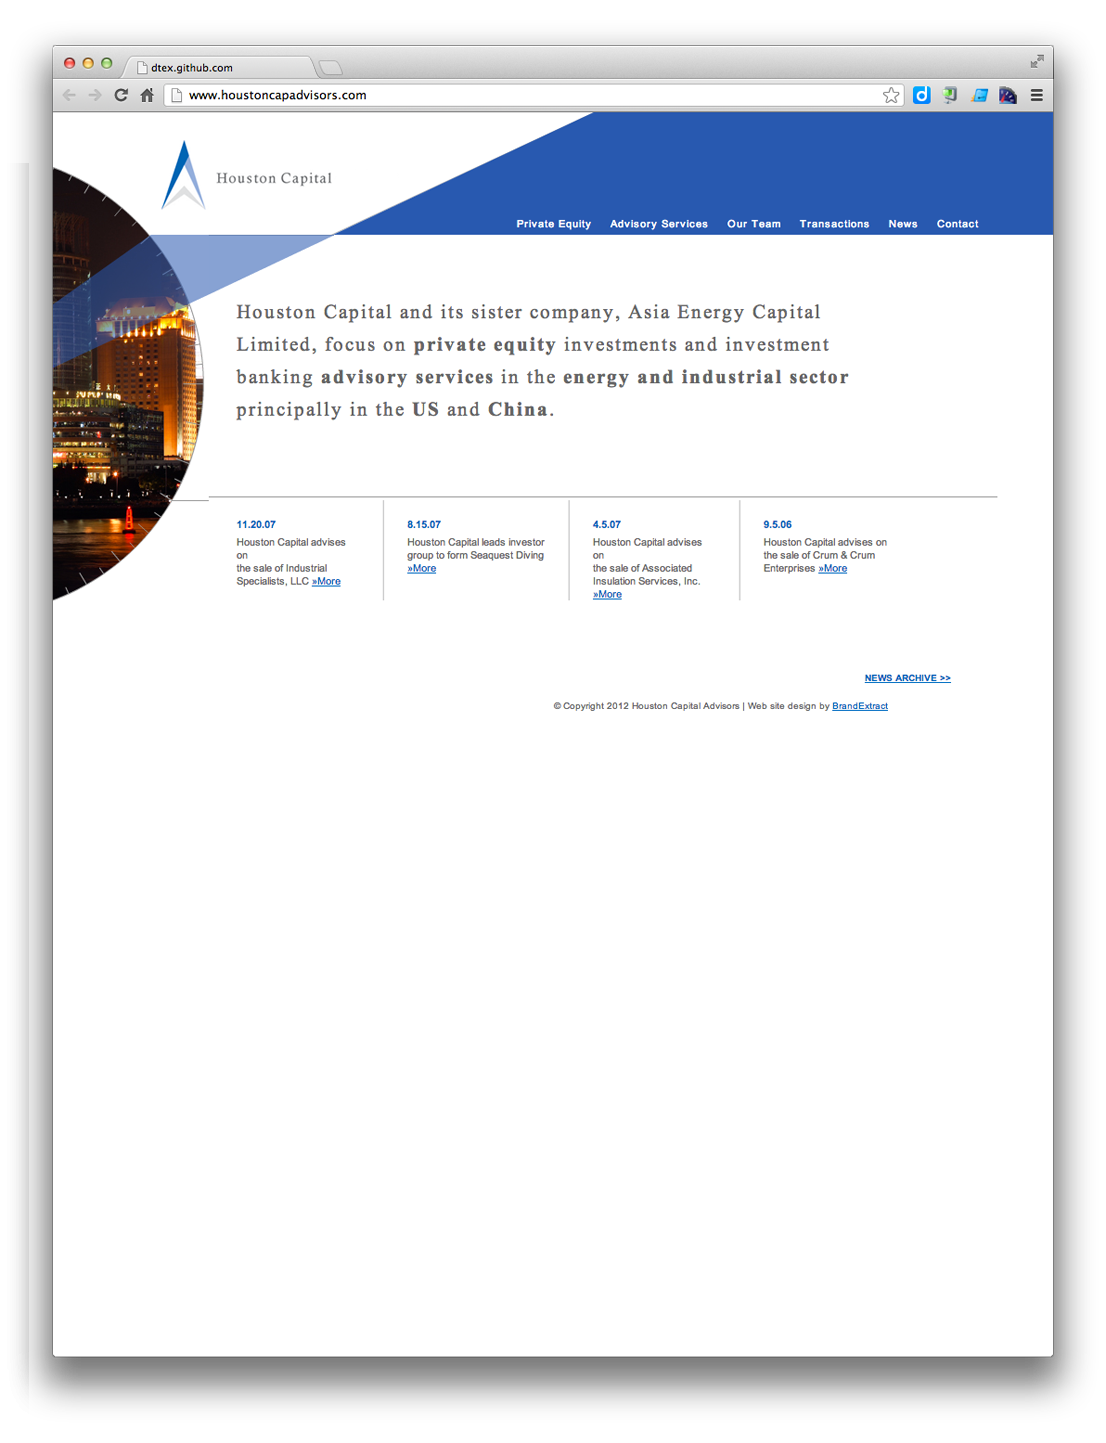 dtex.github.com
www.houstoncapadvisors.com
Houston Capital
Private Equity Advisory Services Our Team Transactions News Contact
Houston Capital and its sister company, Asia Energy Capital
Limited, focus on private equity investments and investment
banking advisory services in the energy and industrial sector
principally in the US and China.
11.20.07
Houston Capital advises
on
the sale of Industrial
Specialists, LLC »More
8.15.07
Houston Capital leads investor
group to form Seaquest Diving
»More
4.5.07
Houston Capital advises
on
the sale of Associated
Insulation Services, Inc.
»More
9.5.06
Houston Capital advises on
the sale of Crum & Crum
Enterprises »More
NEWS ARCHIVE >>
© Copyright 2012 Houston Capital Advisors | Web site design by BrandExtract